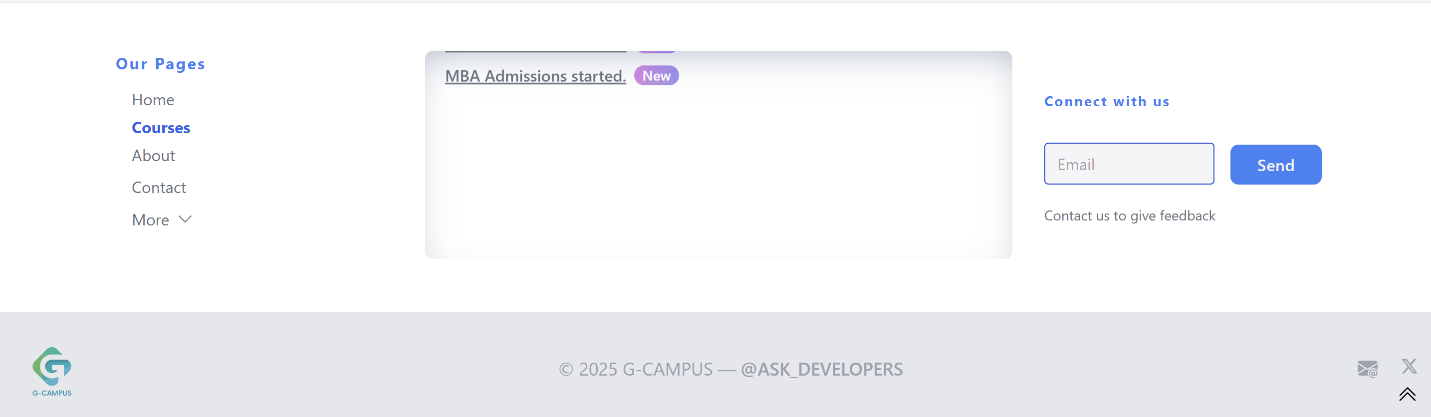 Our Pages
Home
Courses
About
Contact
More
MBA Admissions started. New
Connect with us
Email
Send
Contact us to give feedback
G-CAMPUS
© 2025 G-CAMPUS — @ASK_DEVELOPERS